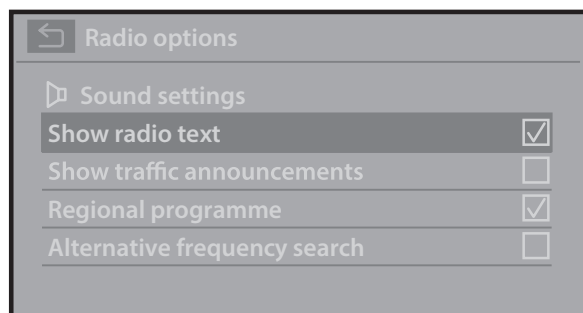 Radio options
Sound settings
Show radio text
Show traffic announcements
Regional programme
Alternative frequency search